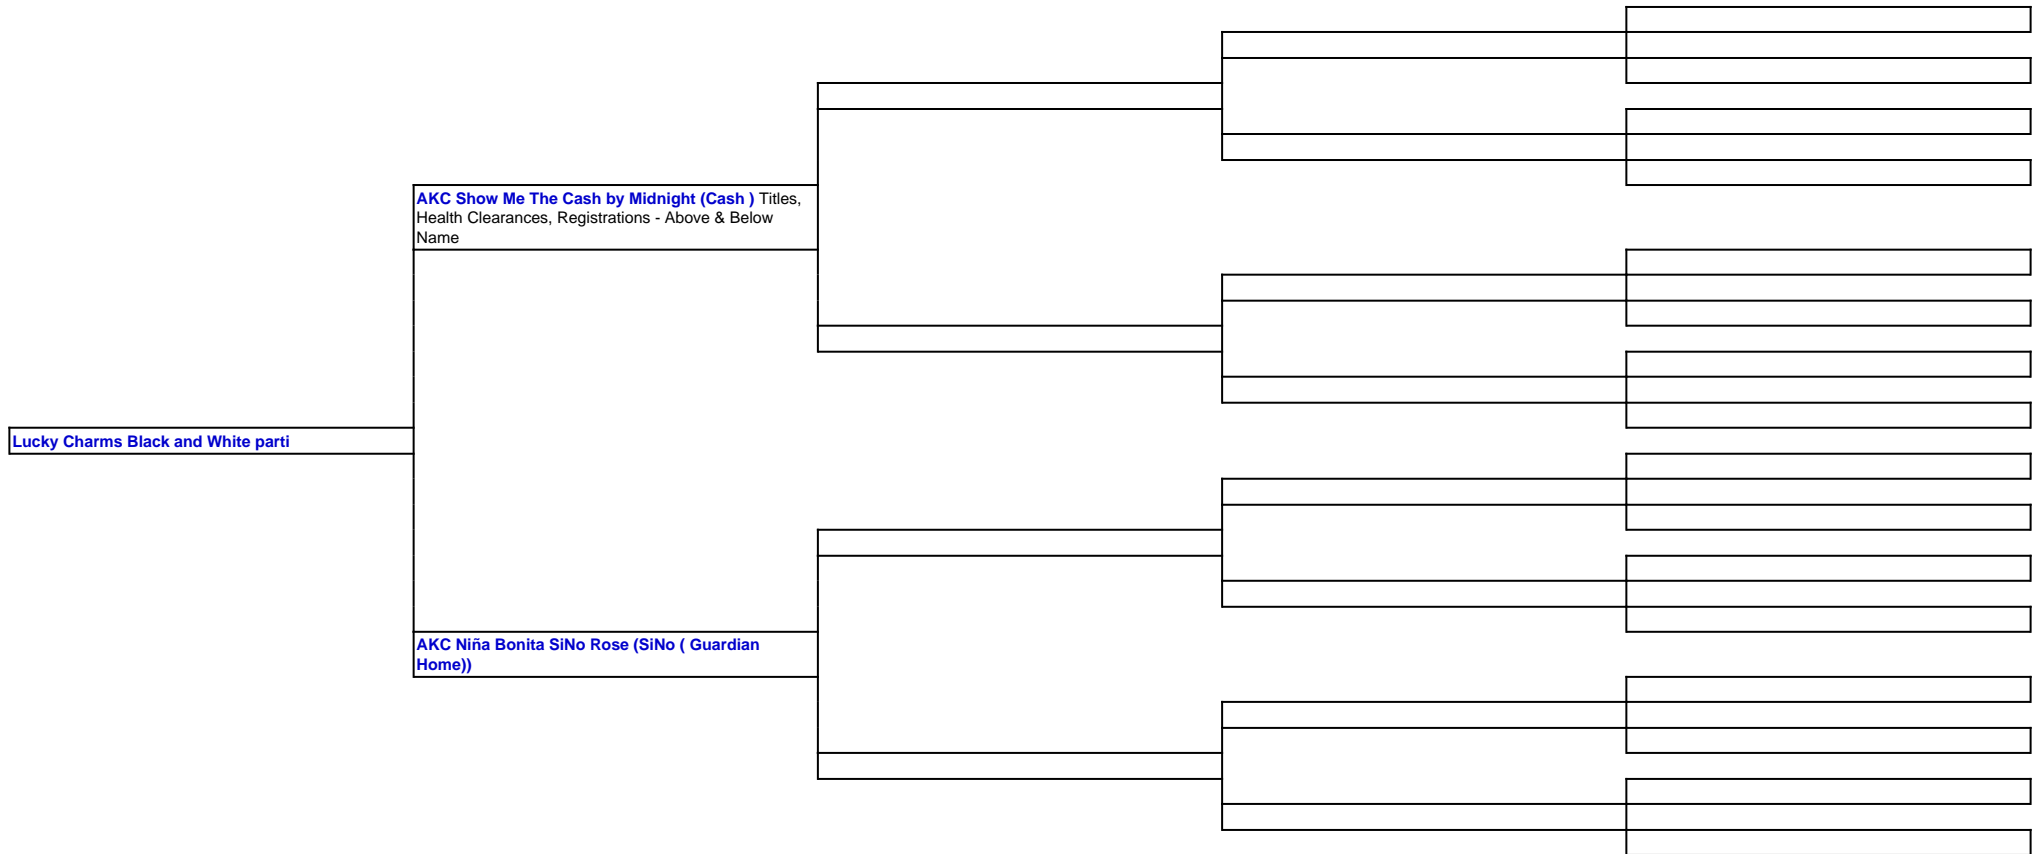 AKC Show Me The Cash by Midnight (Cash ) Titles,
Health Clearances, Registrations - Above & Below
Name
Lucky Charms Black and White parti
AKC Niña Bonita SiNo Rose (SiNo ( Guardian
Home))